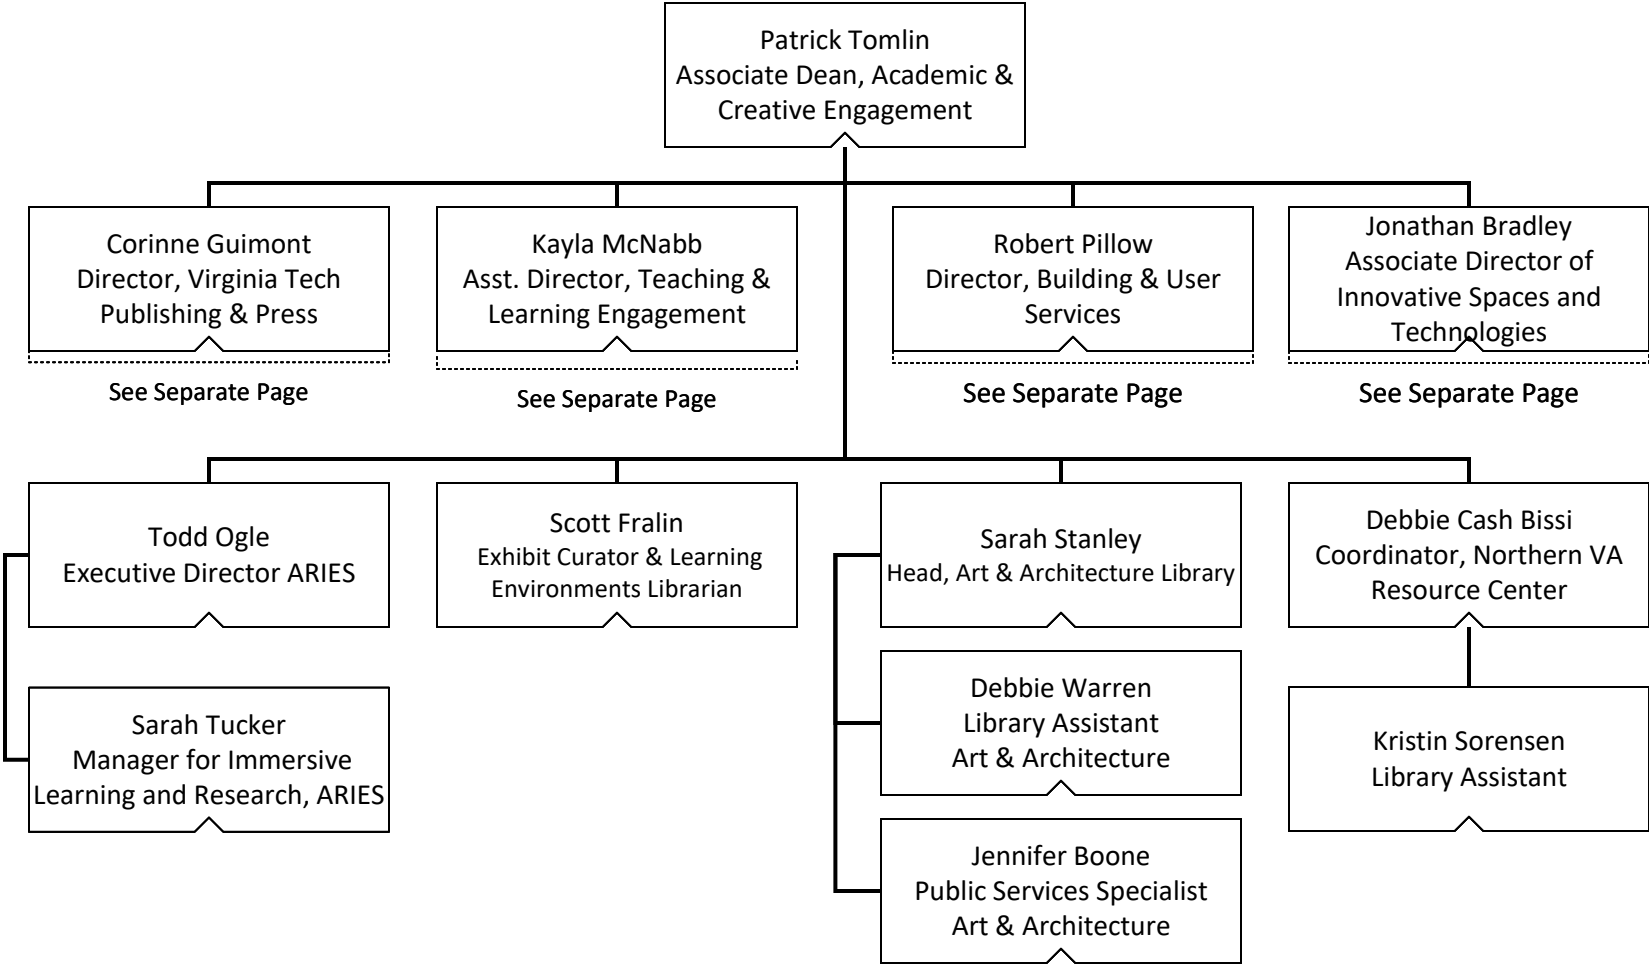 Patrick Tomlin
Associate Dean, Academic &
Creative Engagement
Corinne Guimont
Director, Virginia Tech
Publishing & Press
See Separate Page
Kayla McNabb
Asst. Director, Teaching &
Learning Engagement
See Separate Page
Robert Pillow
Director, Building & User
Services
See Separate Page
Jonathan Bradley
Associate Director of
Innovative Spaces and
Technologies
See Separate Page
Todd Ogle
Executive Director ARIES
Sarah Tucker
Manager for Immersive
Learning and Research, ARIES
Scott Fralin
Exhibit Curator & Learning
Environments Librarian
Sarah Stanley
Head, Art & Architecture Library
Debbie Warren
Library Assistant
Art & Architecture
Jennifer Boone
Public Services Specialist
Art & Architecture
Debbie Cash Bissi
Coordinator, Northern VA
Resource Center
Kristin Sorensen
Library Assistant